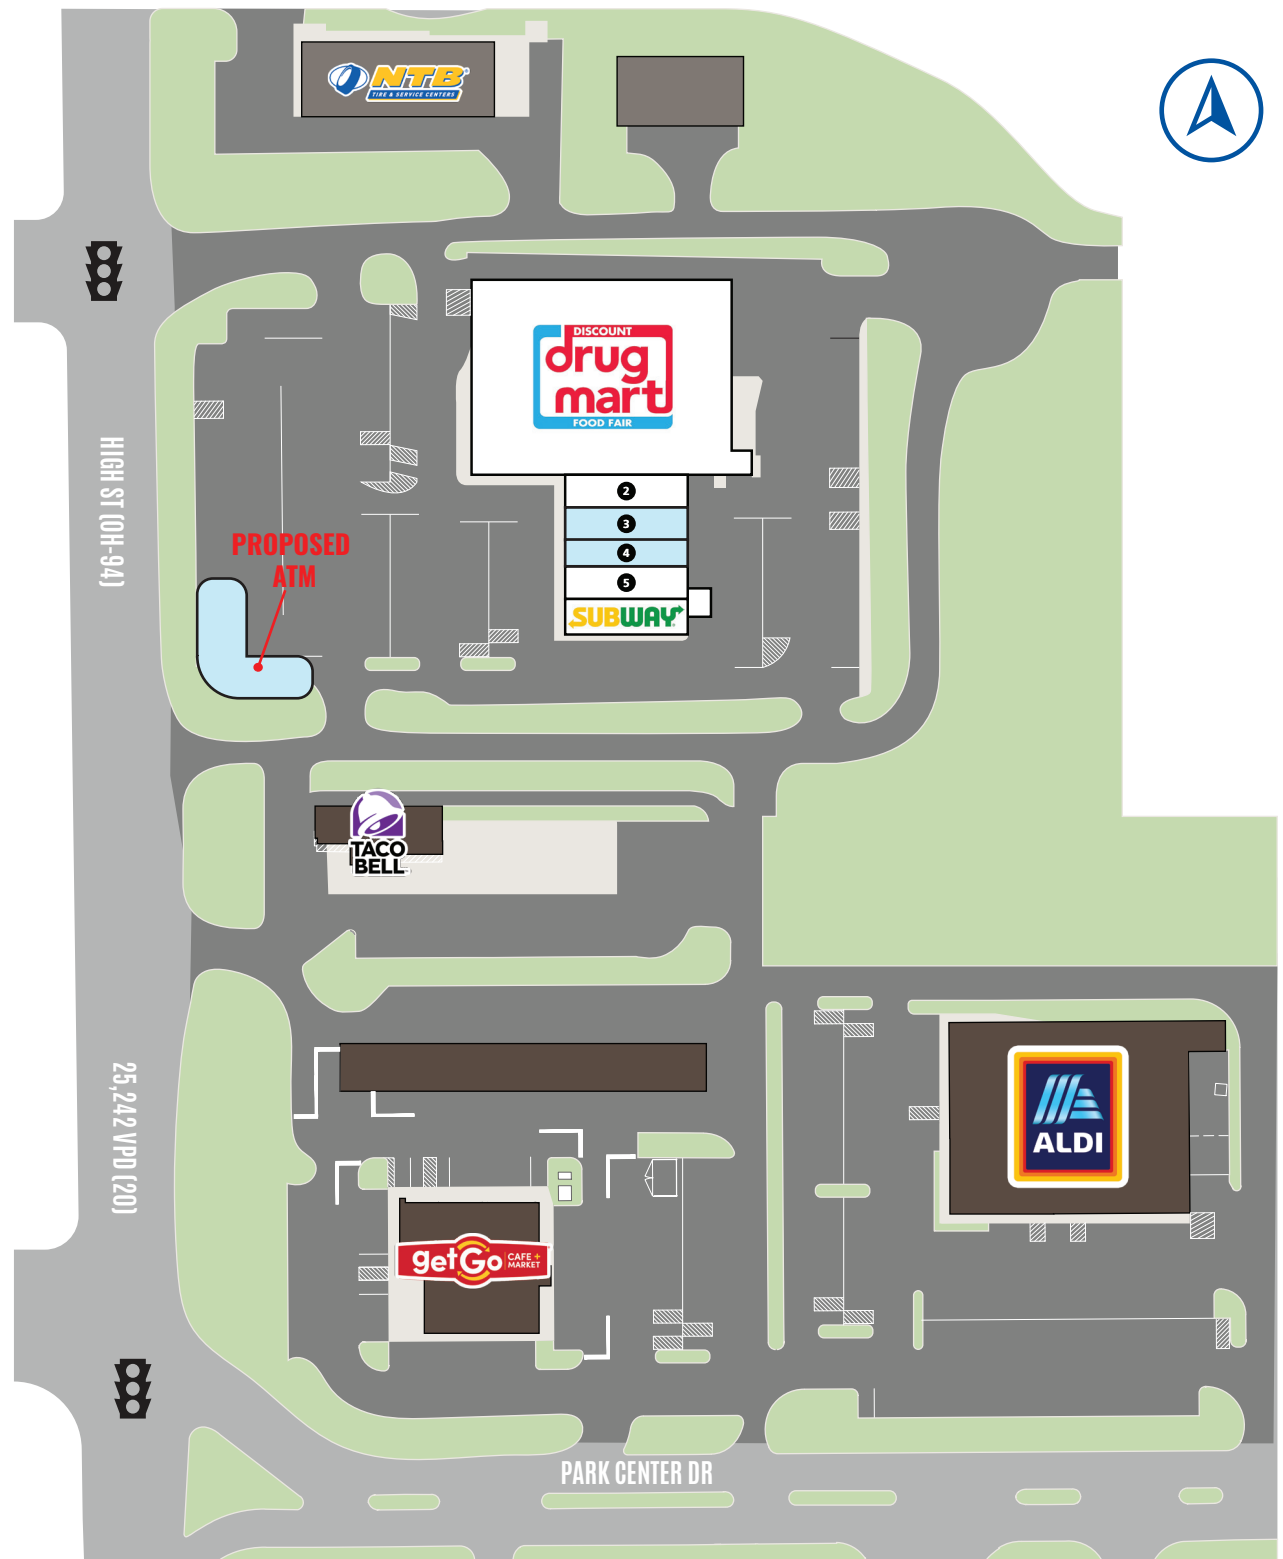 NTB
TIRE & SERVICE CENTERS
DISCOUNT
drug
mart
FOOD FAIR
2
3
4
5
SUBWAY
HIGH ST (OH-94)
PROPOSED
ATM
TACO
BELL
25,242 VPD (20)
ALDI
getGo
CAFE +
MARKET
PARK CENTER DR